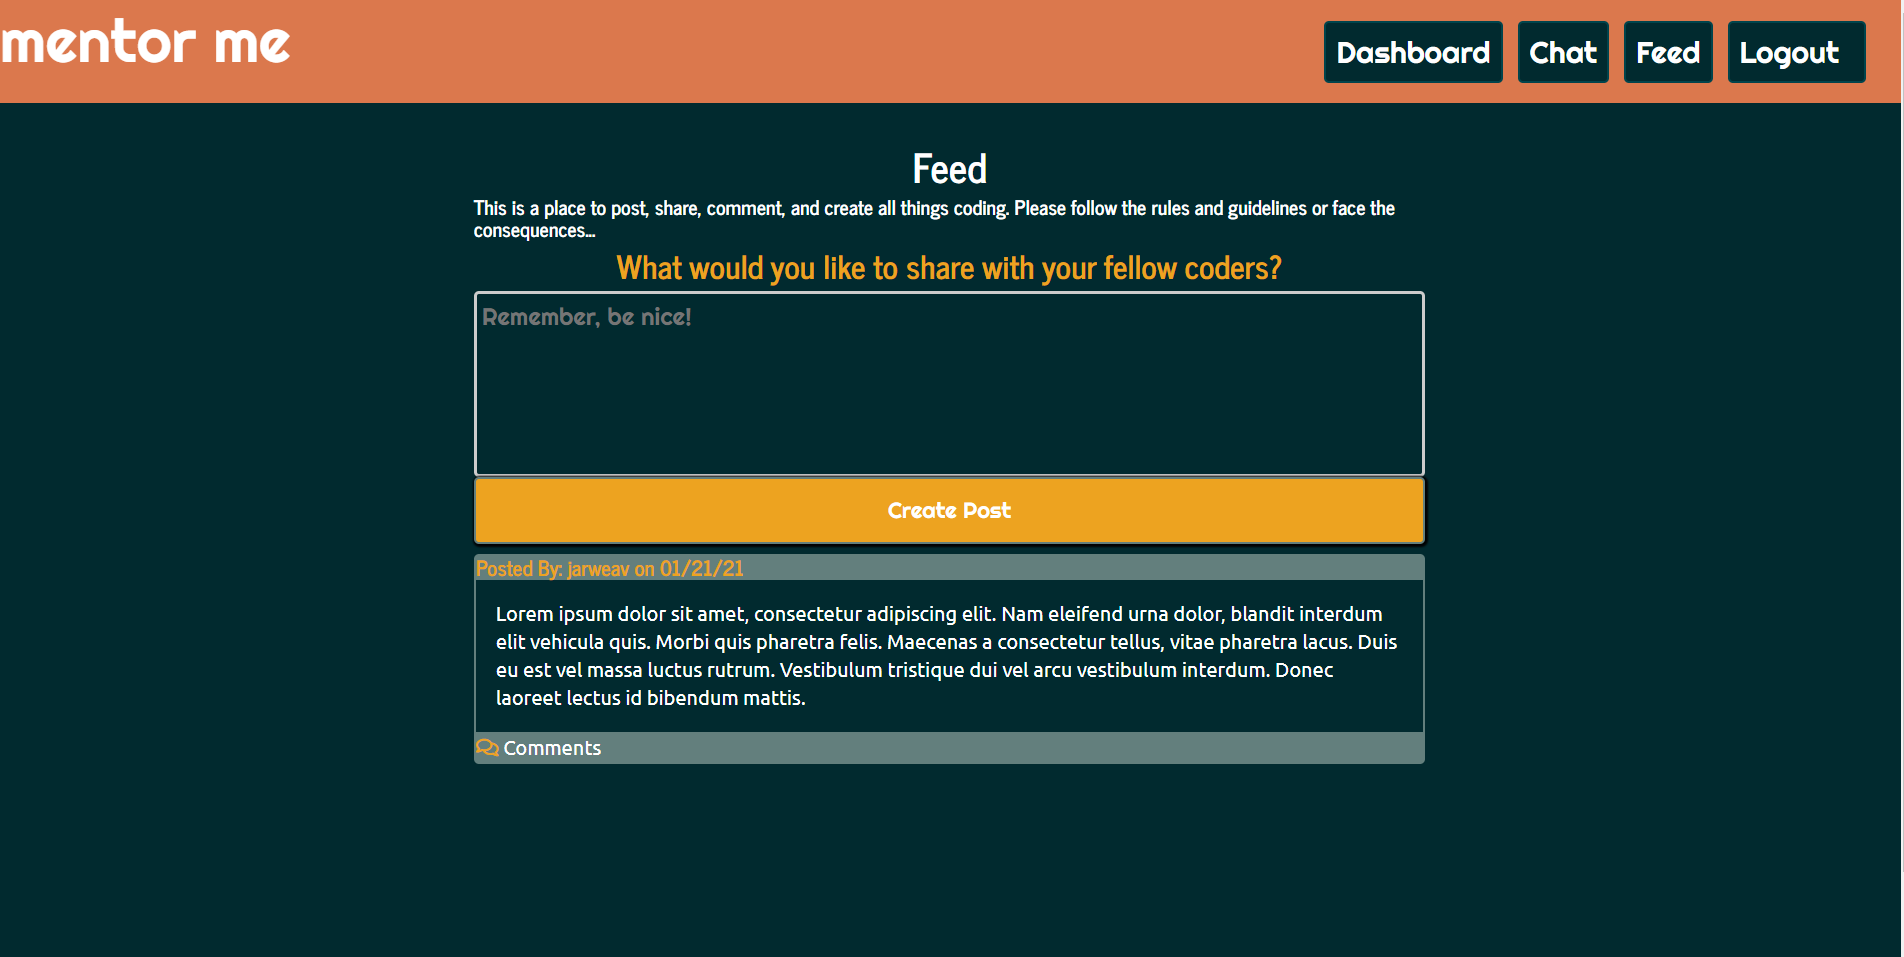 mentor me
Dashboard Chat Feed Logout
Feed
This is a place to post, share, comment, and create all things coding. Please follow the rules and guidelines or face the
consequences...
What would you like to share with your fellow coders?
Remember, be nice!
Create Post
Posted By: jarweav on 01/21/21
Lorem ipsum dolor sit amet, consectetur adipiscing elit. Nam eleifend urna dolor, blandit interdum
elit vehicula quis. Morbi quis pharetra felis. Maecenas a consectetur tellus, vitae pharetra lacus. Duis
eu est vel massa luctus rutrum. Vestibulum tristique dui vel arcu vestibulum interdum. Donec
laoreet lectus id bibendum mattis.
Comments